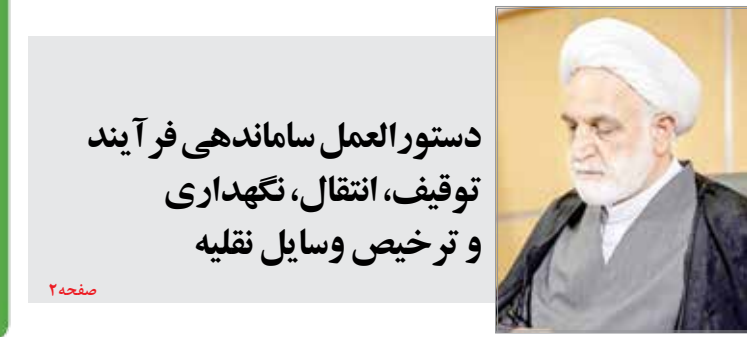 دستورالعمل ساماندهی فرآیند
توقیف، انتقال، نگهداری
و ترخیص وسایل نقلیه
صفحه۲